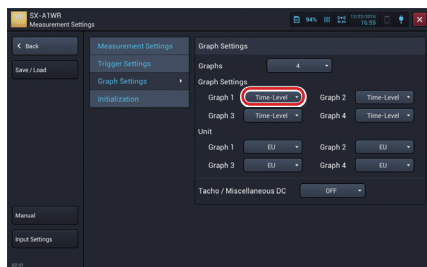 SX-A1WR
Measurement Settings
94%
12/20/2016
16:59
Back
Save / Load
Manual
Input Settings
Measurement Settings
Trigger Settings
Graph Settings
Initialization
Graph Settings
Graphs 4
Graph Settings
Graph 1 Time-Level Graph 2 Time-Level
Graph 3 Time-Level Graph 4 Time-Level
Unit
Graph 1 EU Graph 2 EU
Graph 3 EU Graph 4 EU
Tacho / Miscellaneous DC OFF